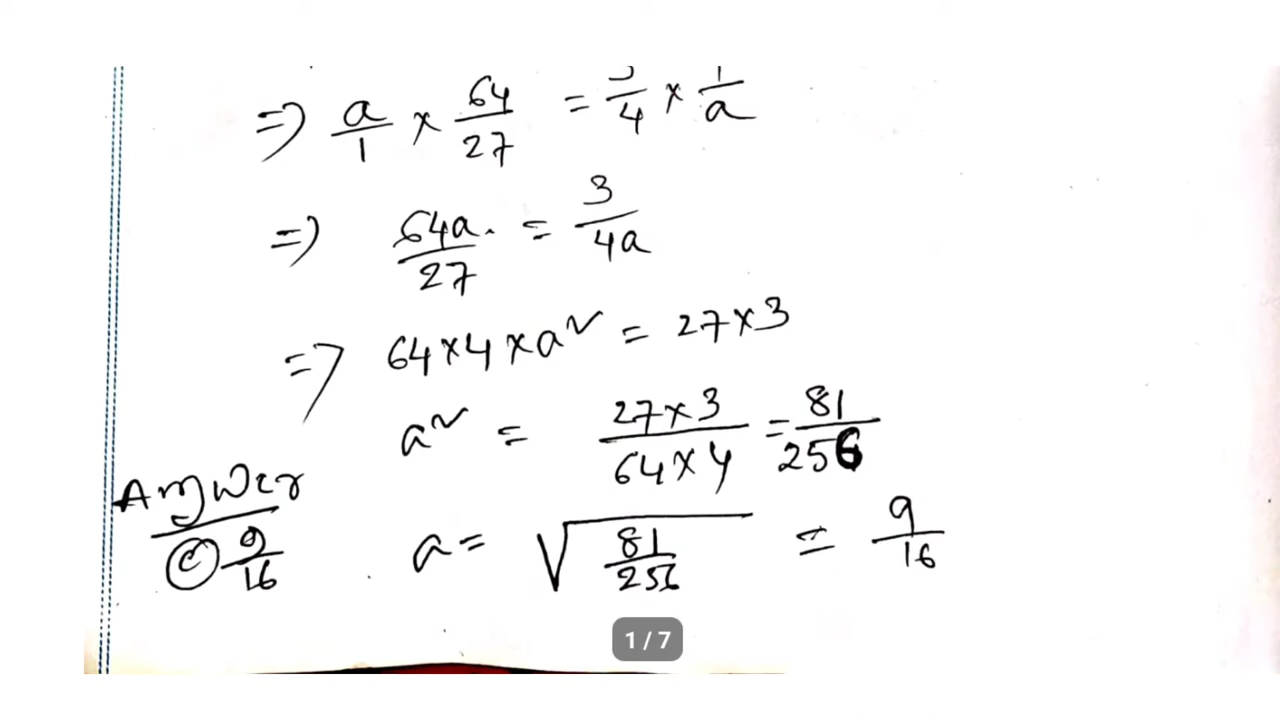 => a/1 × 64/27 = 3/4 × 1/a
=> 64a/27 = 3/4a
=> 64×4×a² = 27×3
a² = 27×3/64×4 = 81/256
Answer
(c) 9/16
a = √81/256 = 9/16
1 / 7